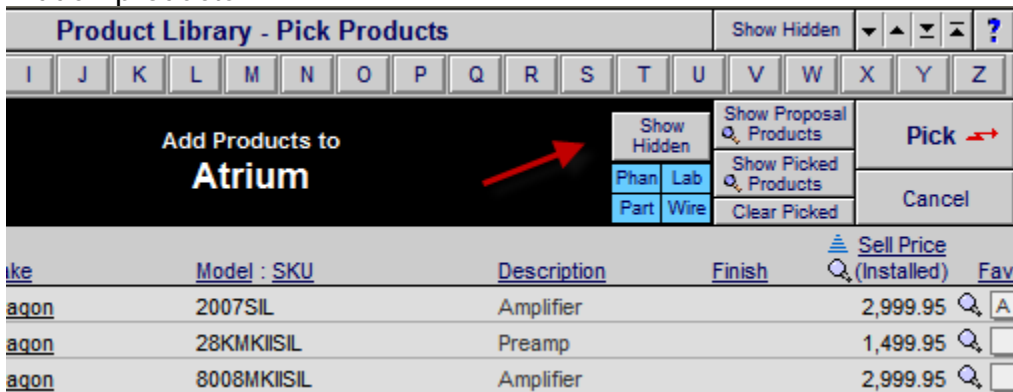 Product Library - Pick Products Show Hidden ?
I J K L M N O P Q R S T U V W X Y Z
Add Products to
Atrium
Show
Hidden
Phan Lab
Part Wire
Show Proposal
Products
Show Picked
Products
Clear Picked
Pick
Cancel
Model : SKU Description Finish Sell Price
(Installed) Fav
2007SIL Amplifier 2,999.95 A
28KMKIISIL Preamp 1,499.95
8008MKIISIL Amplifier 2,999.95